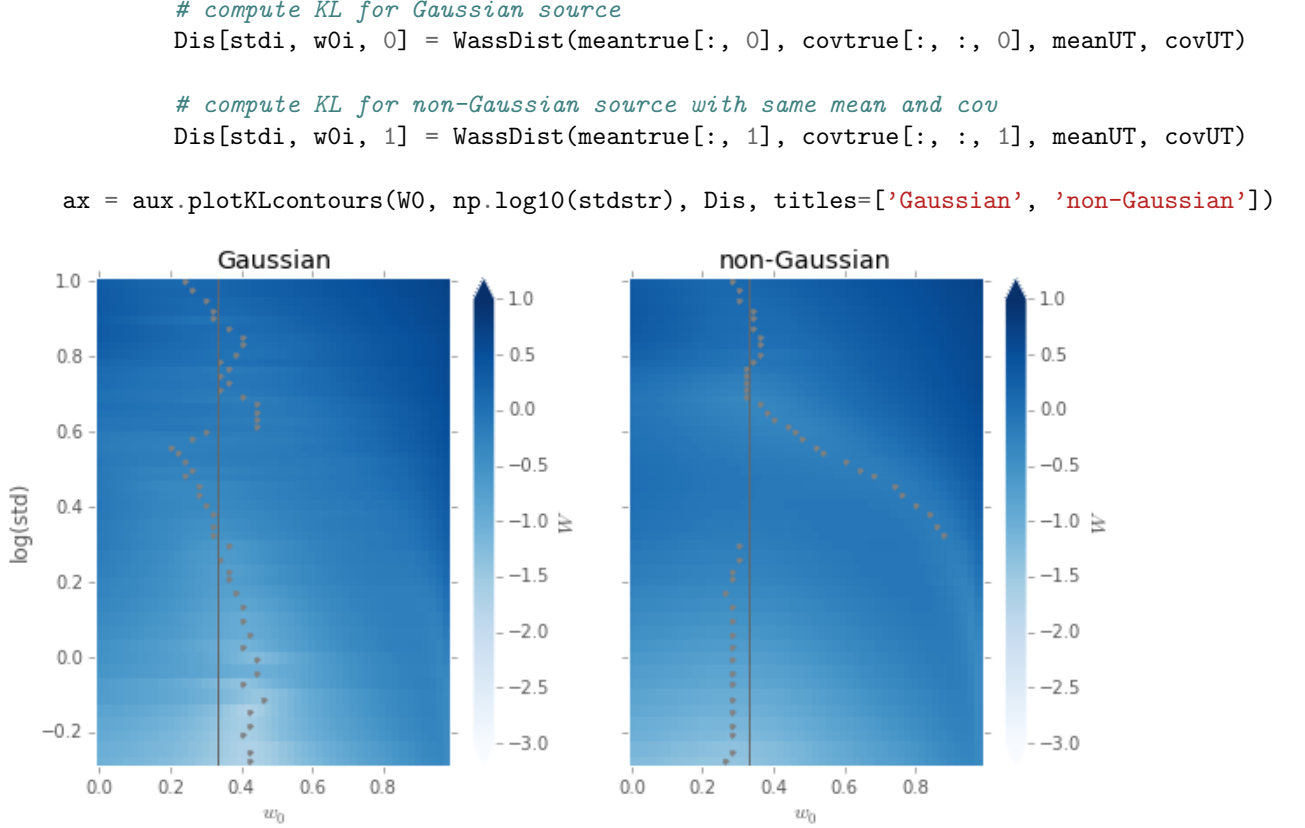 # compute KL for Gaussian source
Dis[stdi, w0i, 0] = WassDist(meantrue[:, 0], covtrue[:, :, 0], meanUT, covUT)
# compute KL for non-Gaussian source with same mean and cov
Dis[stdi, w0i, 1] = WassDist(meantrue[:, 1], covtrue[:, :, 1], meanUT, covUT)
ax = aux.plotKLcontours(W0, np.log10(stdstr), Dis, titles=['Gaussian', 'non-Gaussian'])
Gaussian
non-Gaussian
log(std)
1.0
0.8
0.6
0.4
0.2
0.0
−0.2
0.0 0.2 0.4 0.6 0.8
w₀
1.0
0.5
0.0
−0.5
−1.0
−1.5
−2.0
−2.5
−3.0
W
0.0 0.2 0.4 0.6 0.8
w₀
1.0
0.5
0.0
−0.5
−1.0
−1.5
−2.0
−2.5
−3.0
W